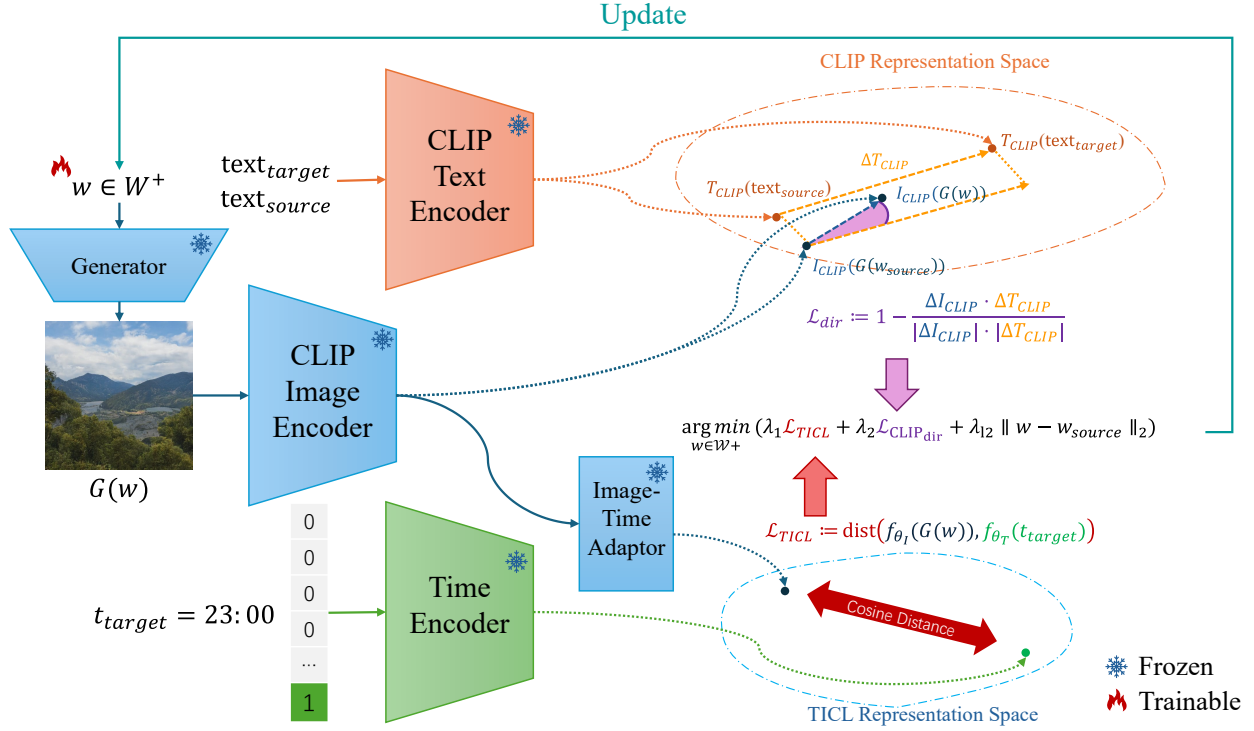 Update
CLIP Representation Space
CLIP
Text
Encoder
text_target
text_source
w ∈ W⁺
Generator
T_CLIP(text_target)
ΔT_CLIP
T_CLIP(text_source)
I_CLIP(G(w))
I_CLIP(G(w_source))
CLIP
Image
Encoder
ℒ_dir ≔ 1 − (ΔI_CLIP · ΔT_CLIP) / (|ΔI_CLIP| · |ΔT_CLIP|)
arg min (λ₁ℒ_TICL + λ₂ℒ_CLIP_dir + λ_l2 ∥ w − w_source ∥₂)
w∈𝒲+
G(w)
Image-
Time
Adaptor
ℒ_TICL ≔ dist(f_θ_I(G(w)), f_θ_T(t_target))
0
0
0
0
...
1
t_target = 23:00
Time
Encoder
Cosine Distance
TICL Representation Space
Frozen
Trainable